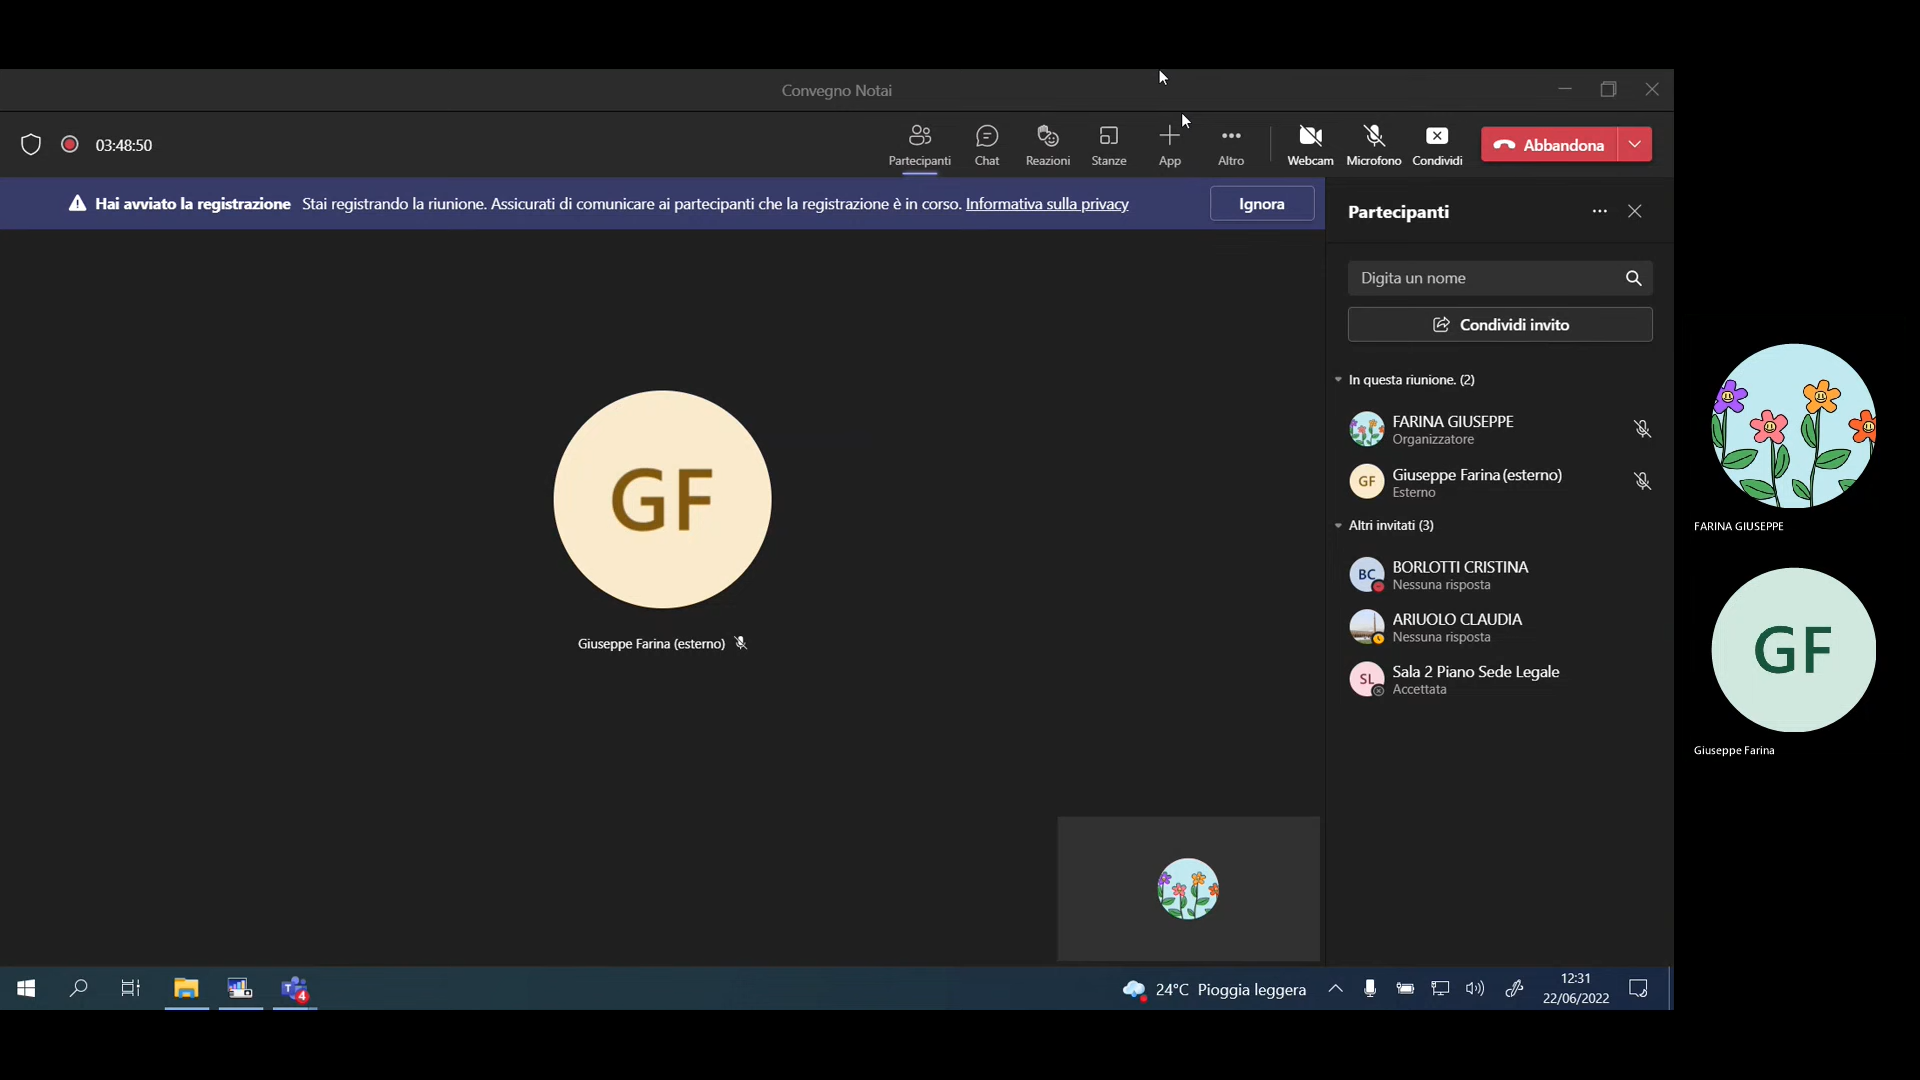 Convegno Notai
03:48:50
Partecipanti
Chat
Reazioni
Stanze
App
Altro
Webcam
Microfono
Condividi
Abbandona
Hai avviato la registrazione Stai registrando la riunione. Assicurati di comunicare ai partecipanti che la registrazione è in corso. Informativa sulla privacy
Ignora
Partecipanti
Digita un nome
Condividi invito
In questa riunione. (2)
FARINA GIUSEPPE
Organizzatore
GF
Giuseppe Farina (esterno)
Esterno
Altri invitati (3)
BC
BORLOTTI CRISTINA
Nessuna risposta
ARIUOLO CLAUDIA
Nessuna risposta
SL
Sala 2 Piano Sede Legale
Accettata
GF
Giuseppe Farina (esterno)
FARINA GIUSEPPE
GF
Giuseppe Farina
T
4
24°C Pioggia leggera
12:31
22/06/2022